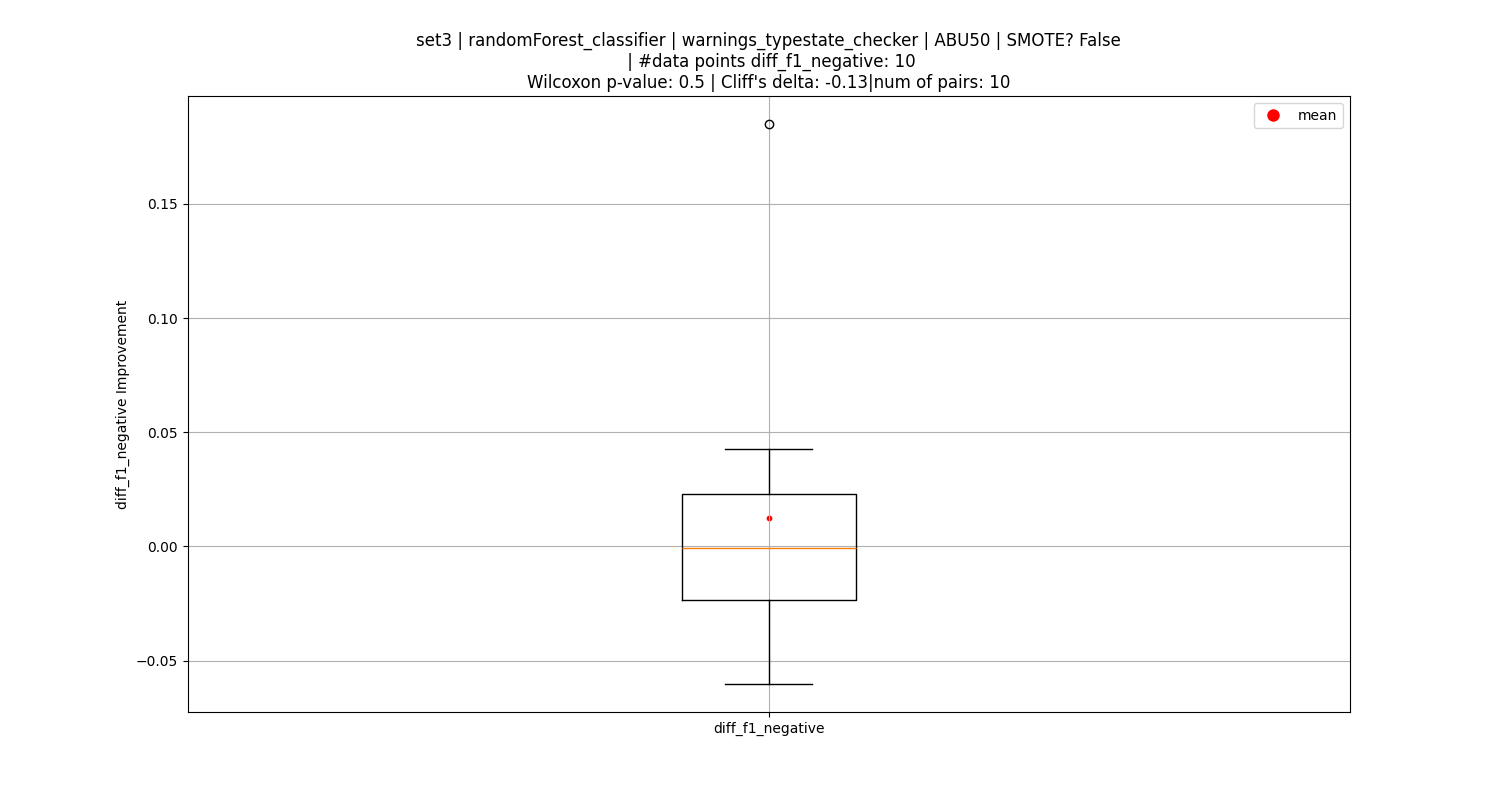 set3 | randomForest_classifier | warnings_typestate_checker | ABU50 | SMOTE? False
| #data points diff_f1_negative: 10
Wilcoxon p-value: 0.5 | Cliff's delta: -0.13|num of pairs: 10
mean
0.15
0.10
0.05
0.00
−0.05
diff_f1_negative Improvement
diff_f1_negative